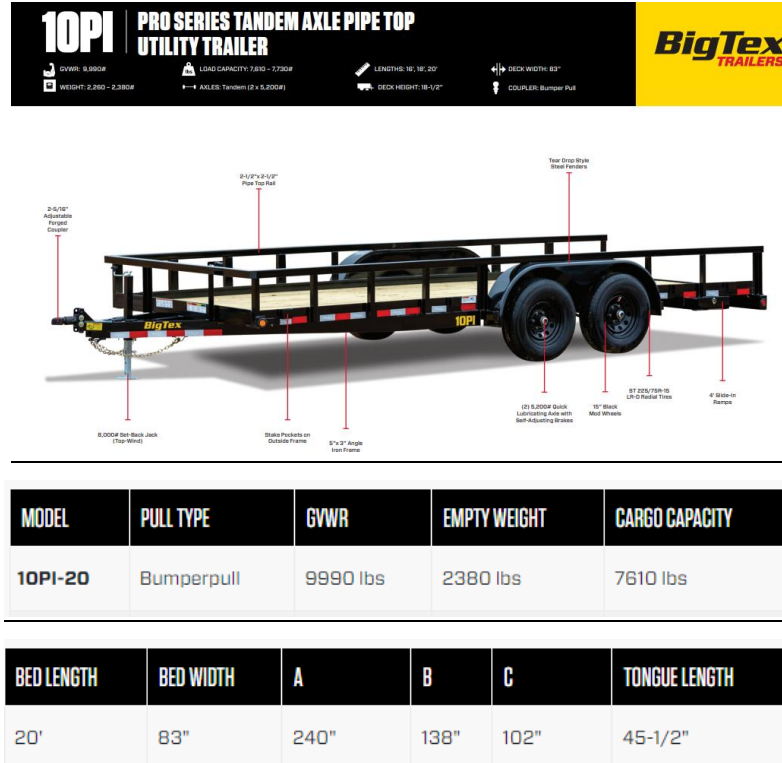 10PI
PRO SERIES TANDEM AXLE PIPE TOP
UTILITY TRAILER
BigTex
TRAILERS
GVWR: 9,990#
LOAD CAPACITY: 7,610 - 7,730#
LENGTHS: 16', 18', 20'
DECK WIDTH: 83"
WEIGHT: 2,260 - 2,380#
lbs
AXLES: Tandem (2 x 5,200#)
DECK HEIGHT: 18-1/2"
COUPLER: Bumper Pull
Tear Drop Style
Steel Fenders
2-1/2"x 2-1/2"
Pipe Top Rail
2-5/16"
Adjustable
Forged
Coupler
BigTex
10PI
(2) 5,200# Quick
Lubricating Axle with
Self-Adjusting Brakes
15" Black
Mod Wheels
ST 225/75R-15
LR-D Radial Tires
4' Slide-in
Ramps
8,000# Set-Back Jack
(Top-Wind)
Stake Pockets on
Outside Frame
5"x 3" Angle
Iron Frame
MODEL PULL TYPE GVWR EMPTY WEIGHT CARGO CAPACITY
10PI-20 Bumperpull 9990 lbs 2380 lbs 7610 lbs
BED LENGTH BED WIDTH A B C TONGUE LENGTH
20' 83" 240" 138" 102" 45-1/2"